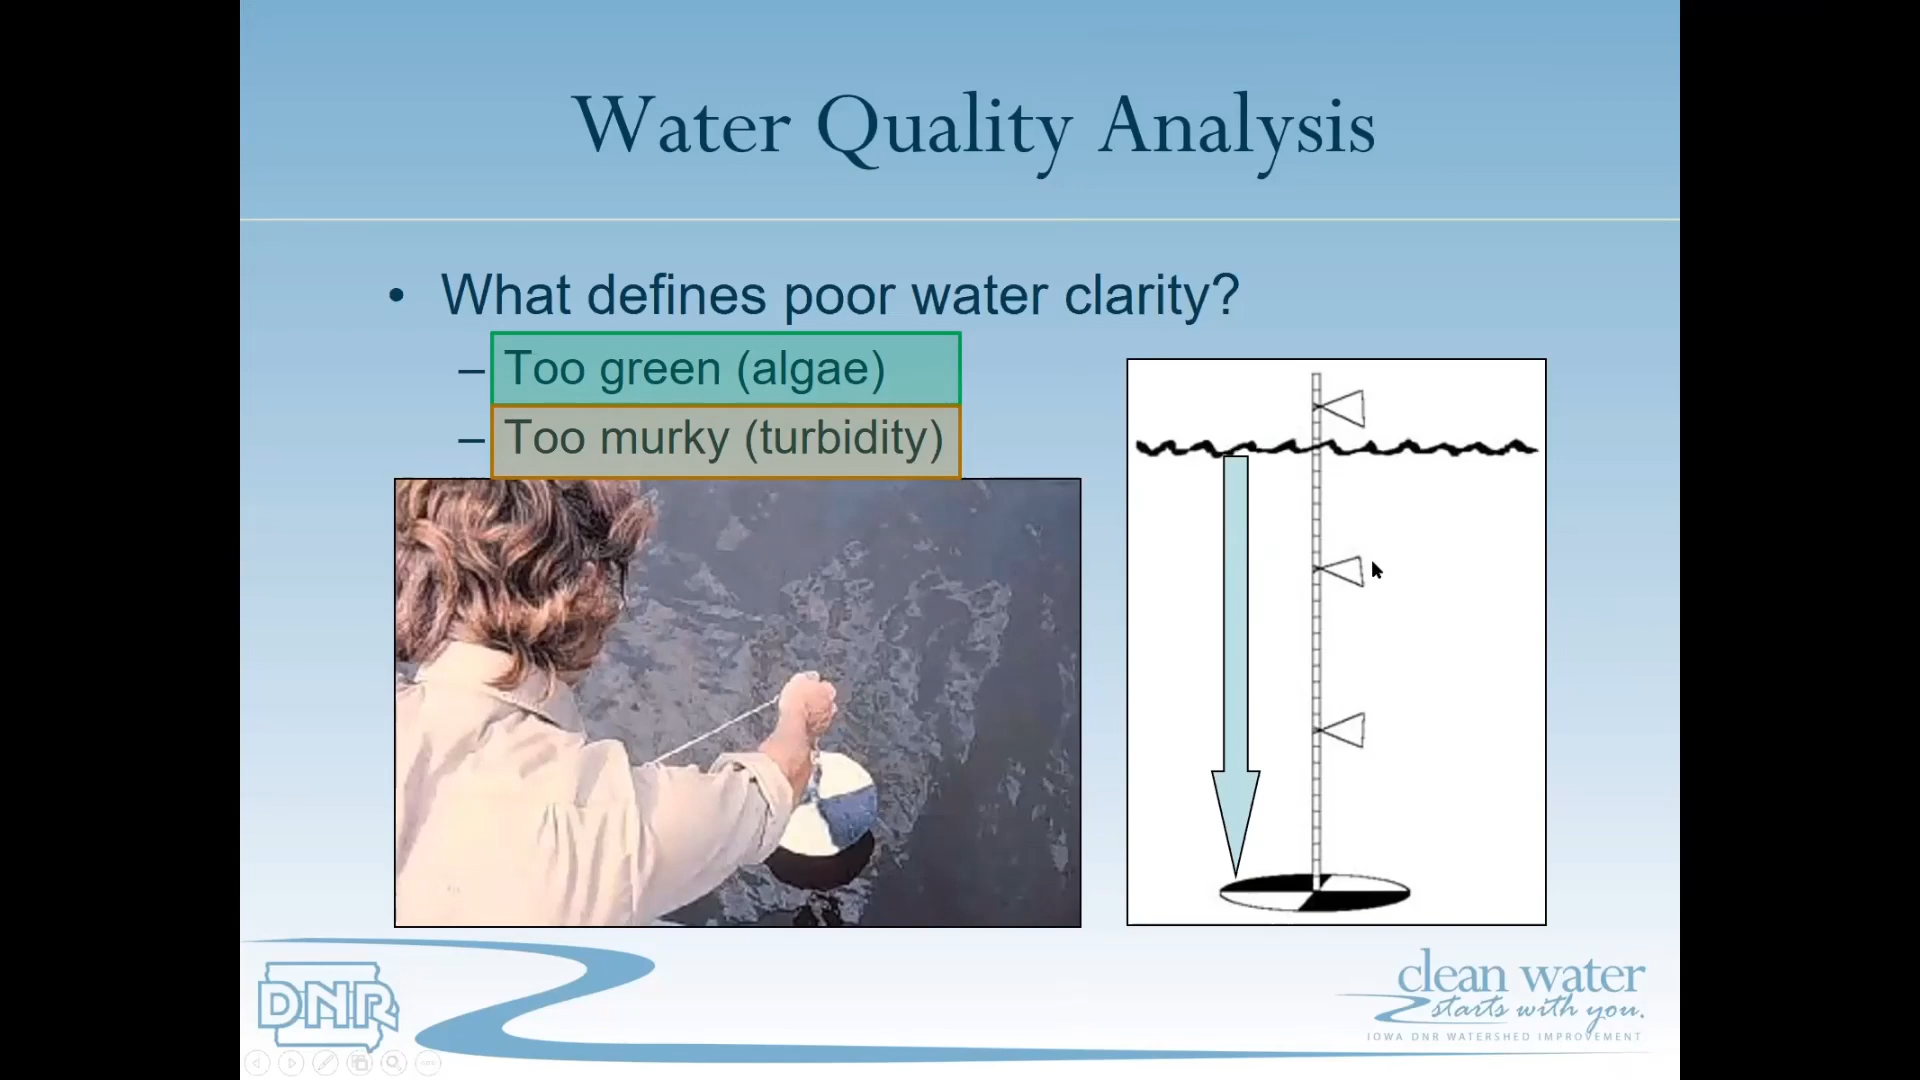 Water Quality Analysis
• What defines poor water clarity?
– Too green (algae)
– Too murky (turbidity)
DNR
clean water
starts with you.
IOWA DNR WATERSHED IMPROVEMENT